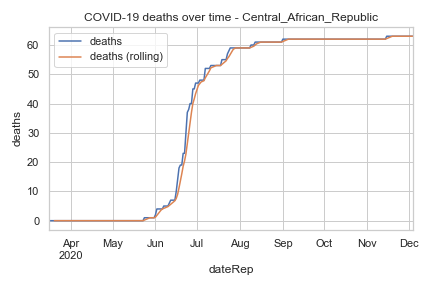 COVID-19 deaths over time - Central_African_Republic
deaths
deaths (rolling)
60
50
40
30
20
10
0
deaths
Apr
2020
May
Jun
Jul
Aug
Sep
Oct
Nov
Dec
dateRep